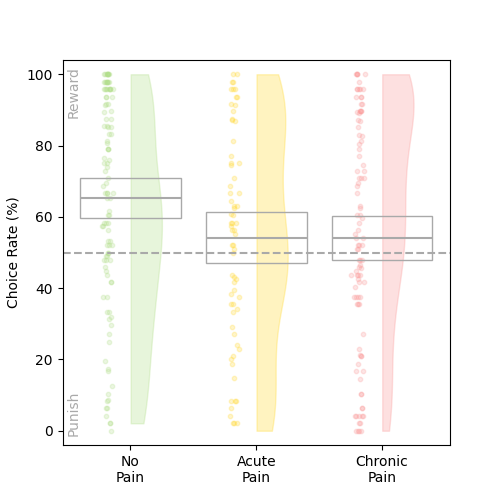 Choice Rate (%)
100
80
60
40
20
0
Reward
Punish
No
Pain
Acute
Pain
Chronic
Pain